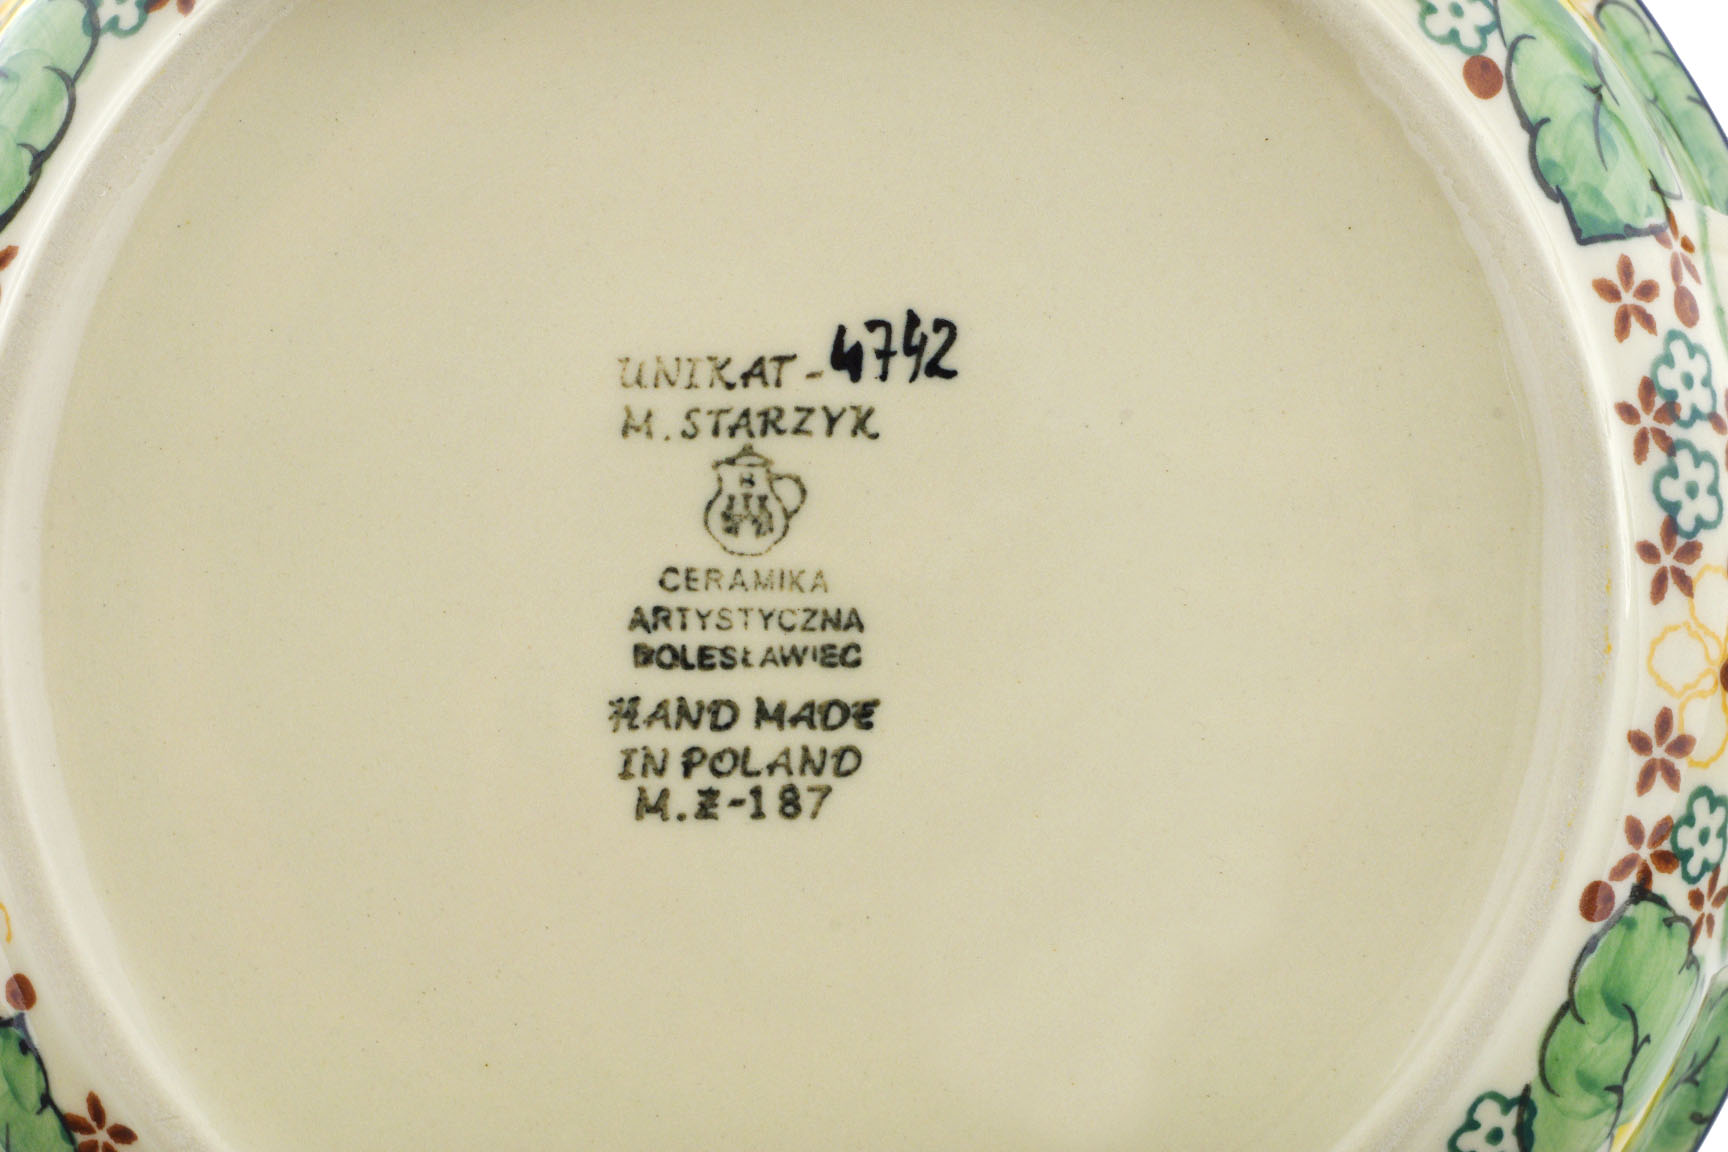 UNIKAT-4742
M. STARZYK
B
CERAMIKA
ARTYSTYCZNA
BOLESŁAWIEC
HAND MADE
IN POLAND
M.Z-187